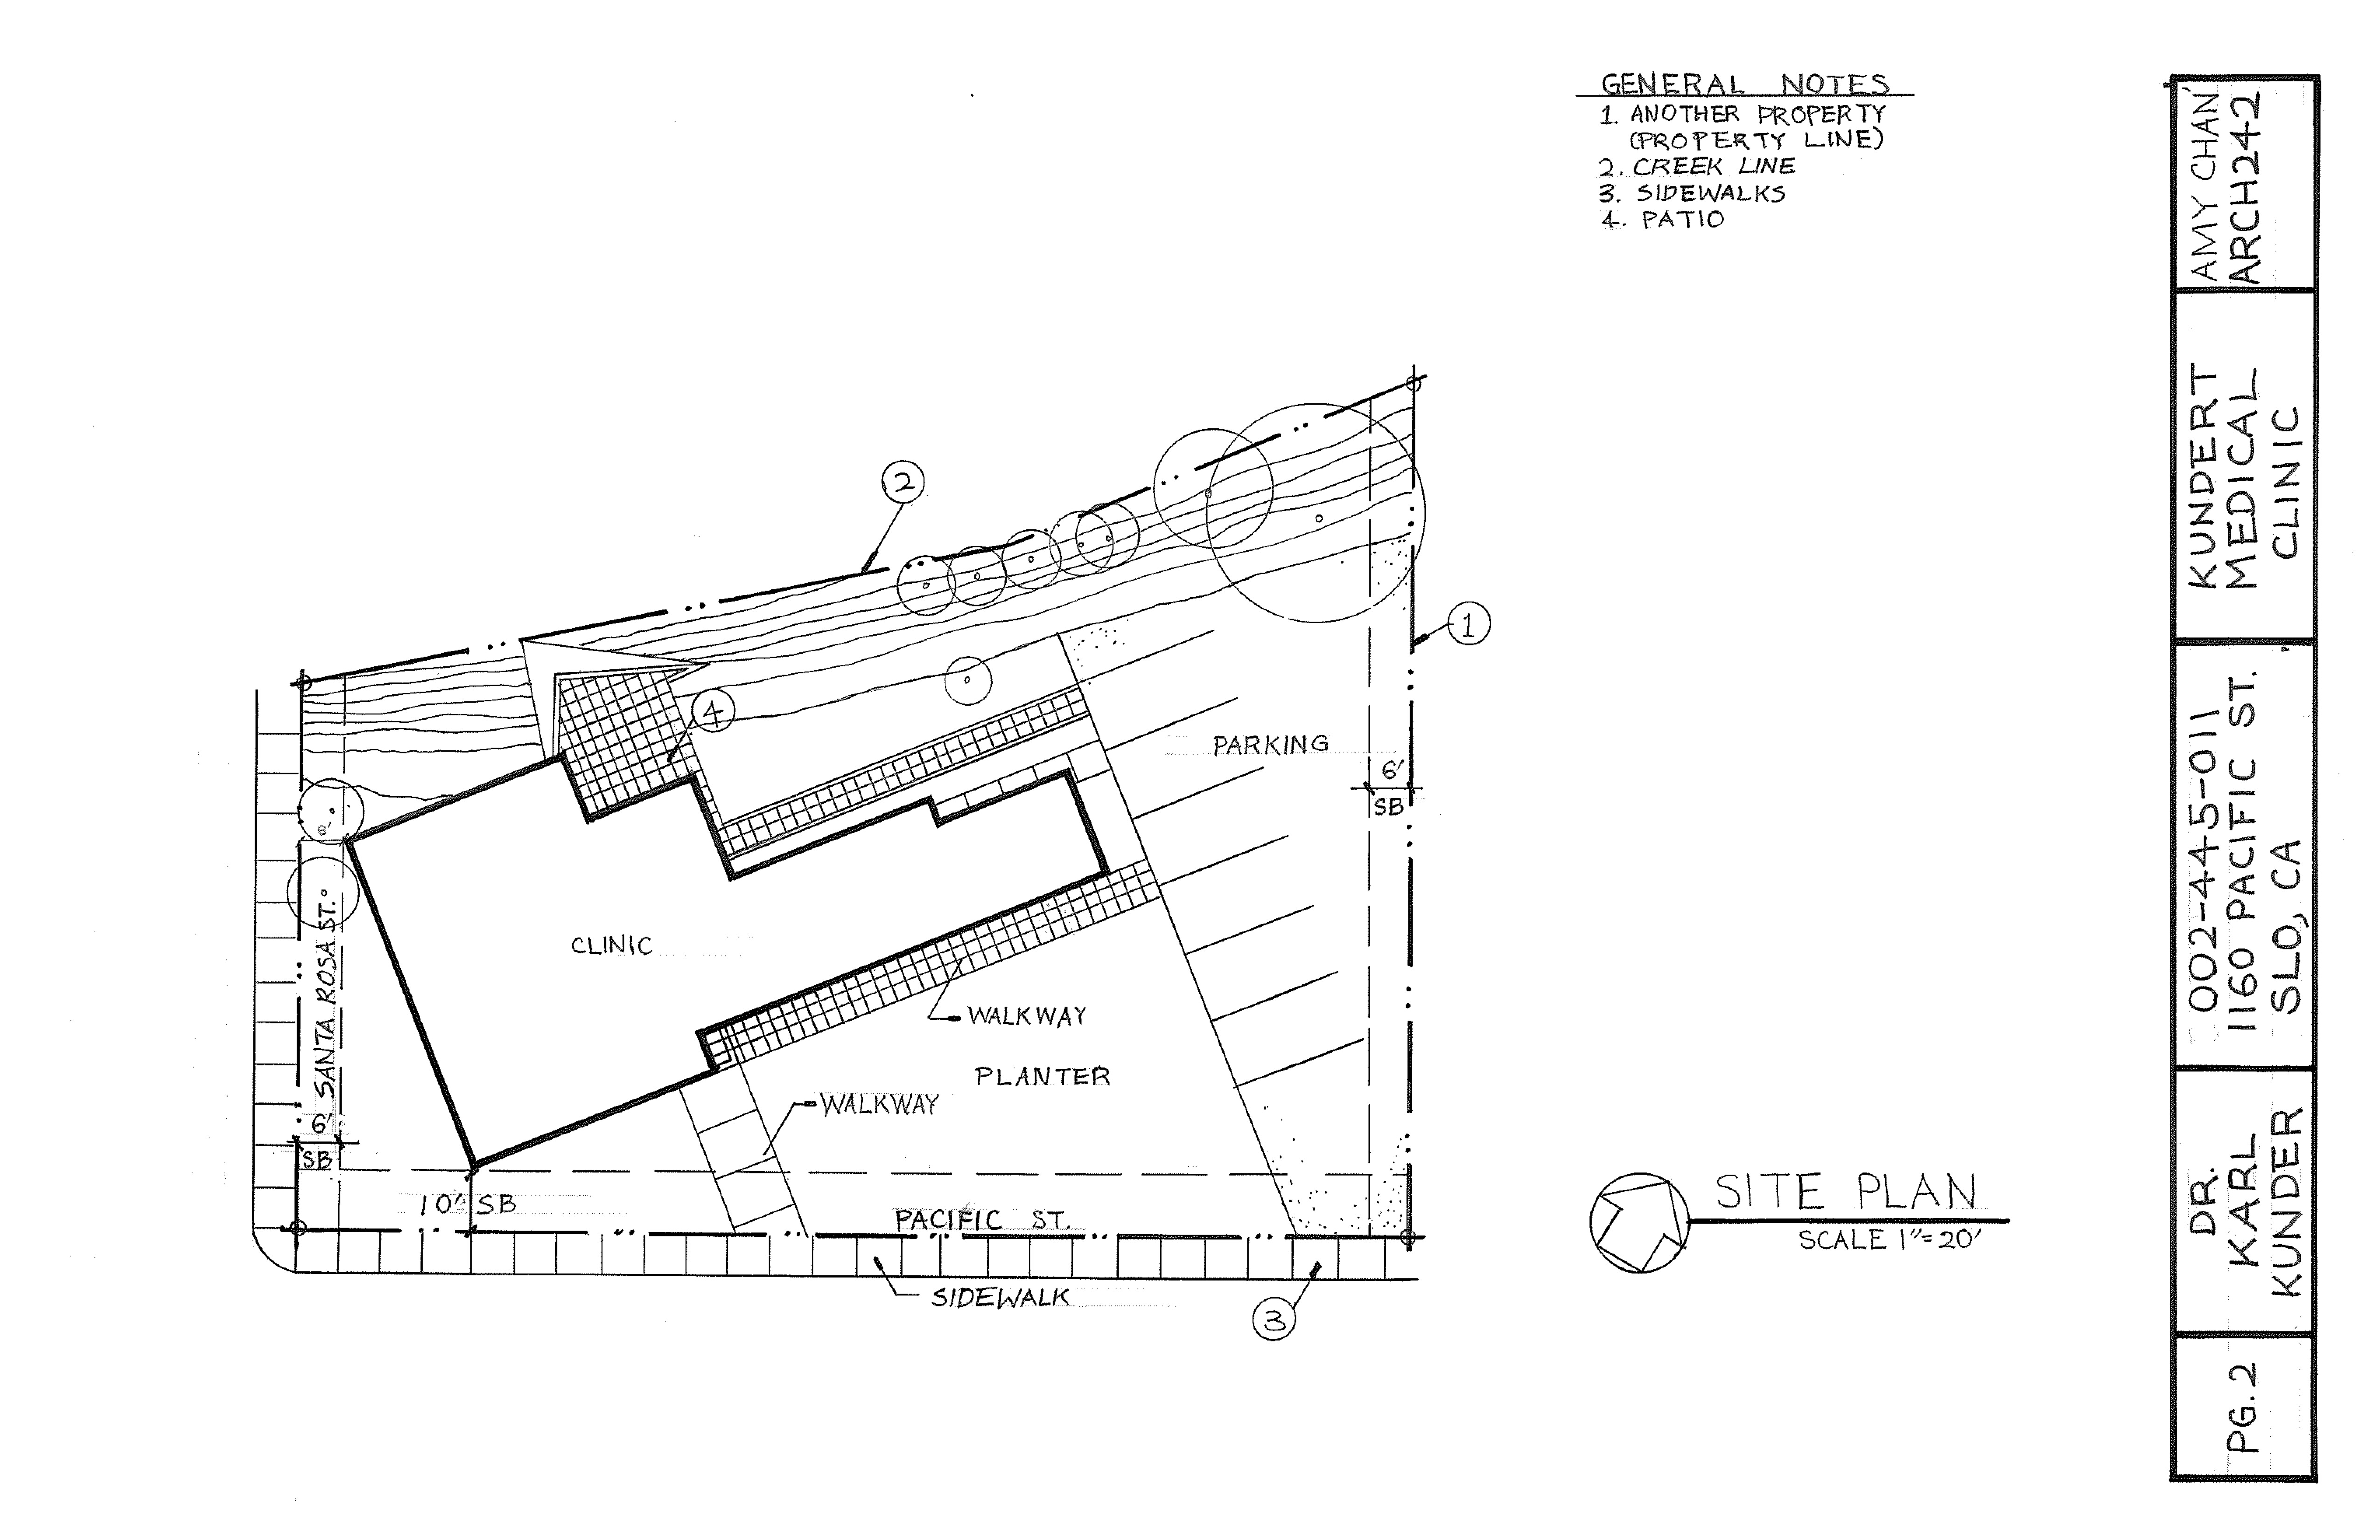 GENERAL NOTES
1. ANOTHER PROPERTY
(PROPERTY LINE)
2. CREEK LINE
3. SIDEWALKS
4. PATIO
2
1
4
PARKING
6'
SB
6'
CLINIC
SANTA ROSA ST.
WALKWAY
PLANTER
WALKWAY
6'
SB
10' SB
PACIFIC ST.
SIDEWALK
3
SITE PLAN
SCALE 1"=20'
AMY CHAN
ARCH242
KUNDERT
MEDICAL
CLINIC
002-445-011
1160 PACIFIC ST.
SLO, CA
DR.
KARL
KUNDER
PG. 2